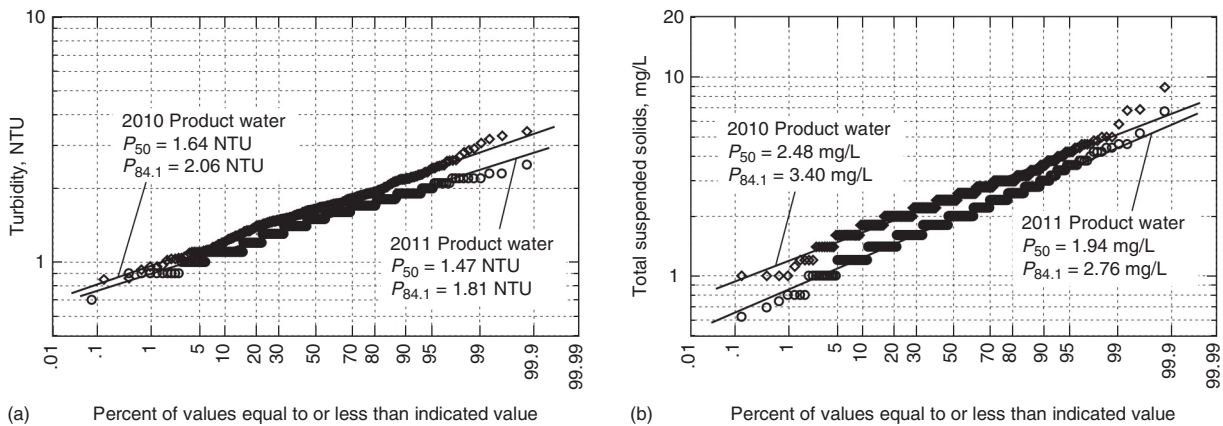 10
1
Turbidity, NTU
2010 Product water
P50 = 1.64 NTU
P84.1 = 2.06 NTU
2011 Product water
P50 = 1.47 NTU
P84.1 = 1.81 NTU
.01
.1
1
5
10
20
30
50
70
80
90
95
99.9
99.99
(a)
Percent of values equal to or less than indicated value
20
10
1
Total suspended solids, mg/L
2010 Product water
P50 = 2.48 mg/L
P84.1 = 3.40 mg/L
2011 Product water
P50 = 1.94 mg/L
P84.1 = 2.76 mg/L
.01
.1
1
5
10
20
30
50
70
80
90
95
99.9
99.99
(b)
Percent of values equal to or less than indicated value